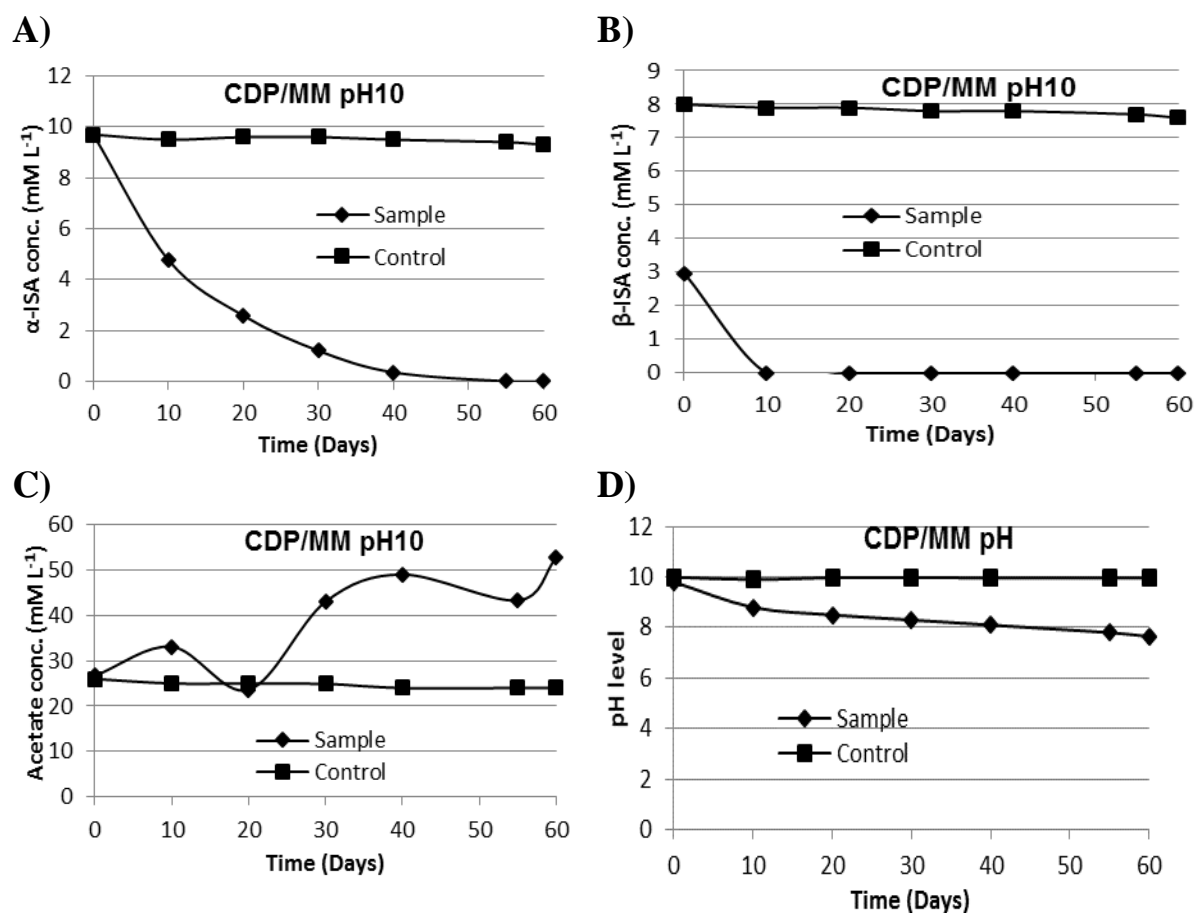 A)
CDP/MM pH10
α-ISA conc. (mM L⁻¹)
12
10
8
6
4
2
0
Sample
Control
0 10 20 30 40 50 60
Time (Days)
B)
CDP/MM pH10
β-ISA conc. (mM L⁻¹)
9
8
7
6
5
4
3
2
1
0
Sample
Control
0 10 20 30 40 50 60
Time (Days)
C)
CDP/MM pH10
Acetate conc. (mM L⁻¹)
60
50
40
30
20
10
0
Sample
Control
0 10 20 30 40 50 60
Time (Days)
D)
CDP/MM pH
pH level
12
10
8
6
4
2
0
Sample
Control
0 10 20 30 40 50 60
Time (Days)